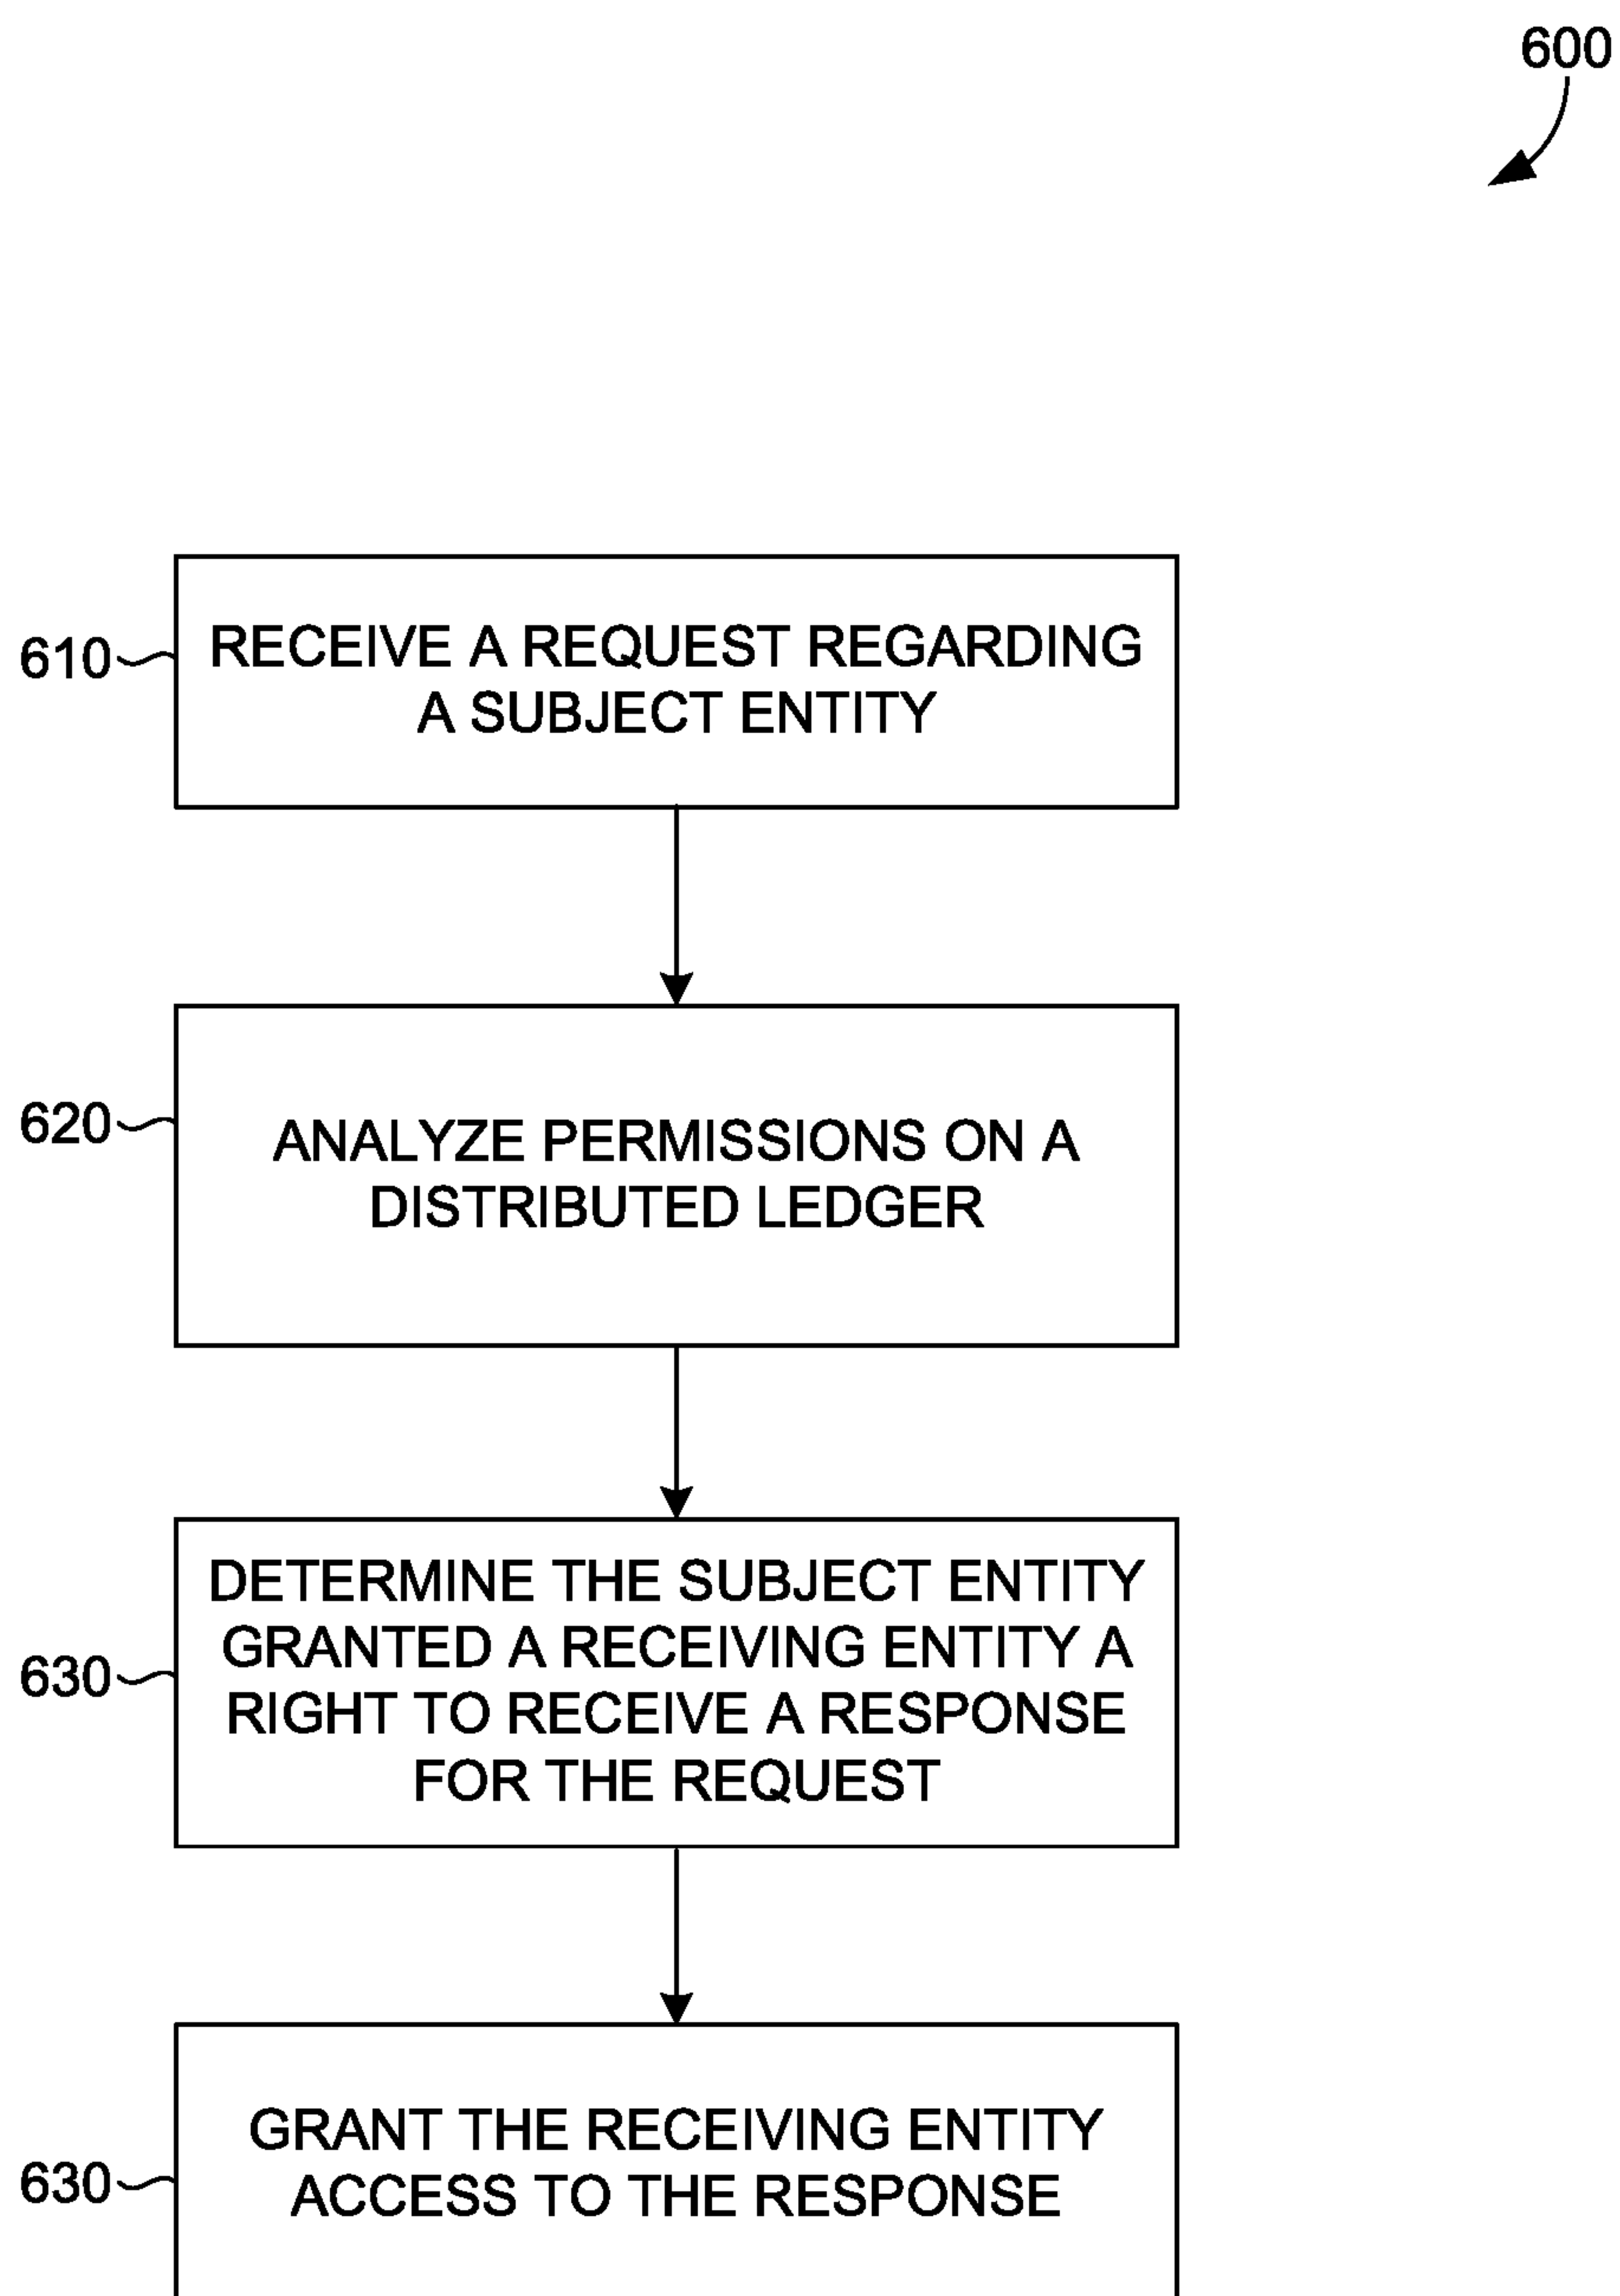 600
610
RECEIVE A REQUEST REGARDING
A SUBJECT ENTITY
620
ANALYZE PERMISSIONS ON A
DISTRIBUTED LEDGER
630
DETERMINE THE SUBJECT ENTITY
GRANTED A RECEIVING ENTITY A
RIGHT TO RECEIVE A RESPONSE
FOR THE REQUEST
630
GRANT THE RECEIVING ENTITY
ACCESS TO THE RESPONSE